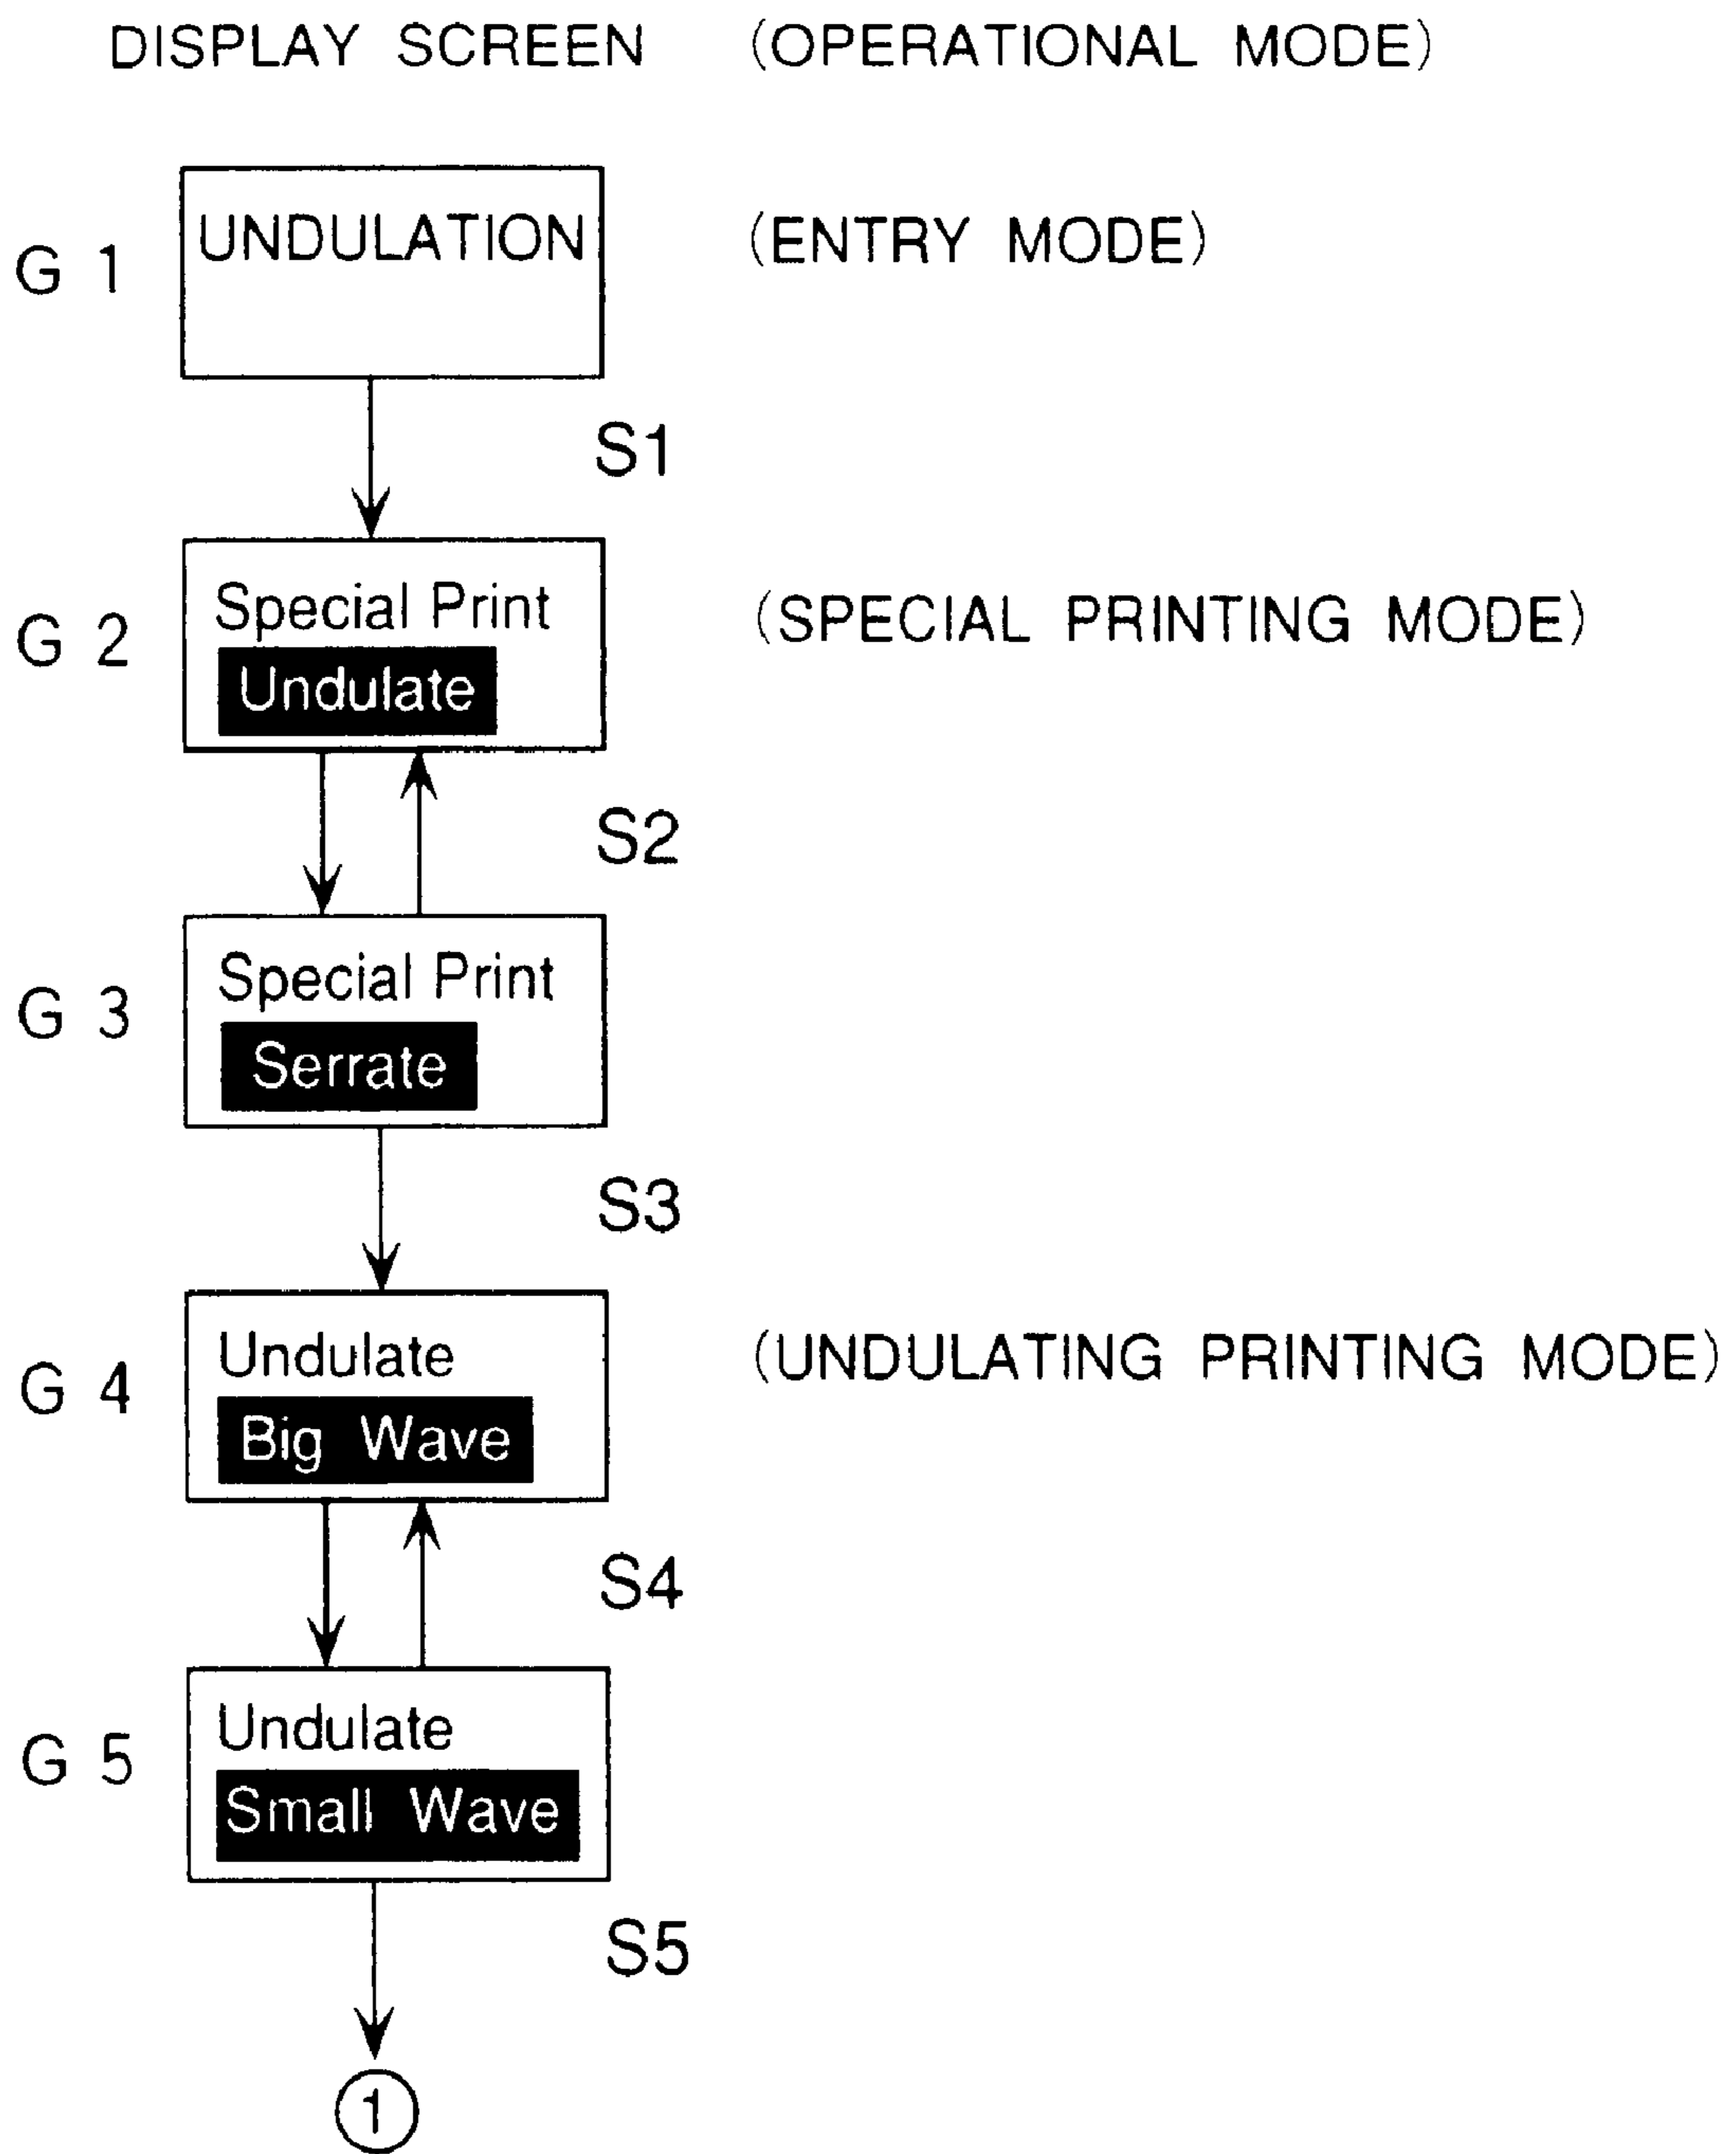 DISPLAY SCREEN (OPERATIONAL MODE)
G 1
UNDULATION
(ENTRY MODE)
S1
G 2
Special Print
Undulate
(SPECIAL PRINTING MODE)
S2
G 3
Special Print
Serrate
S3
G 4
Undulate
Big Wave
(UNDULATING PRINTING MODE)
S4
G 5
Undulate
Small Wave
S5
1